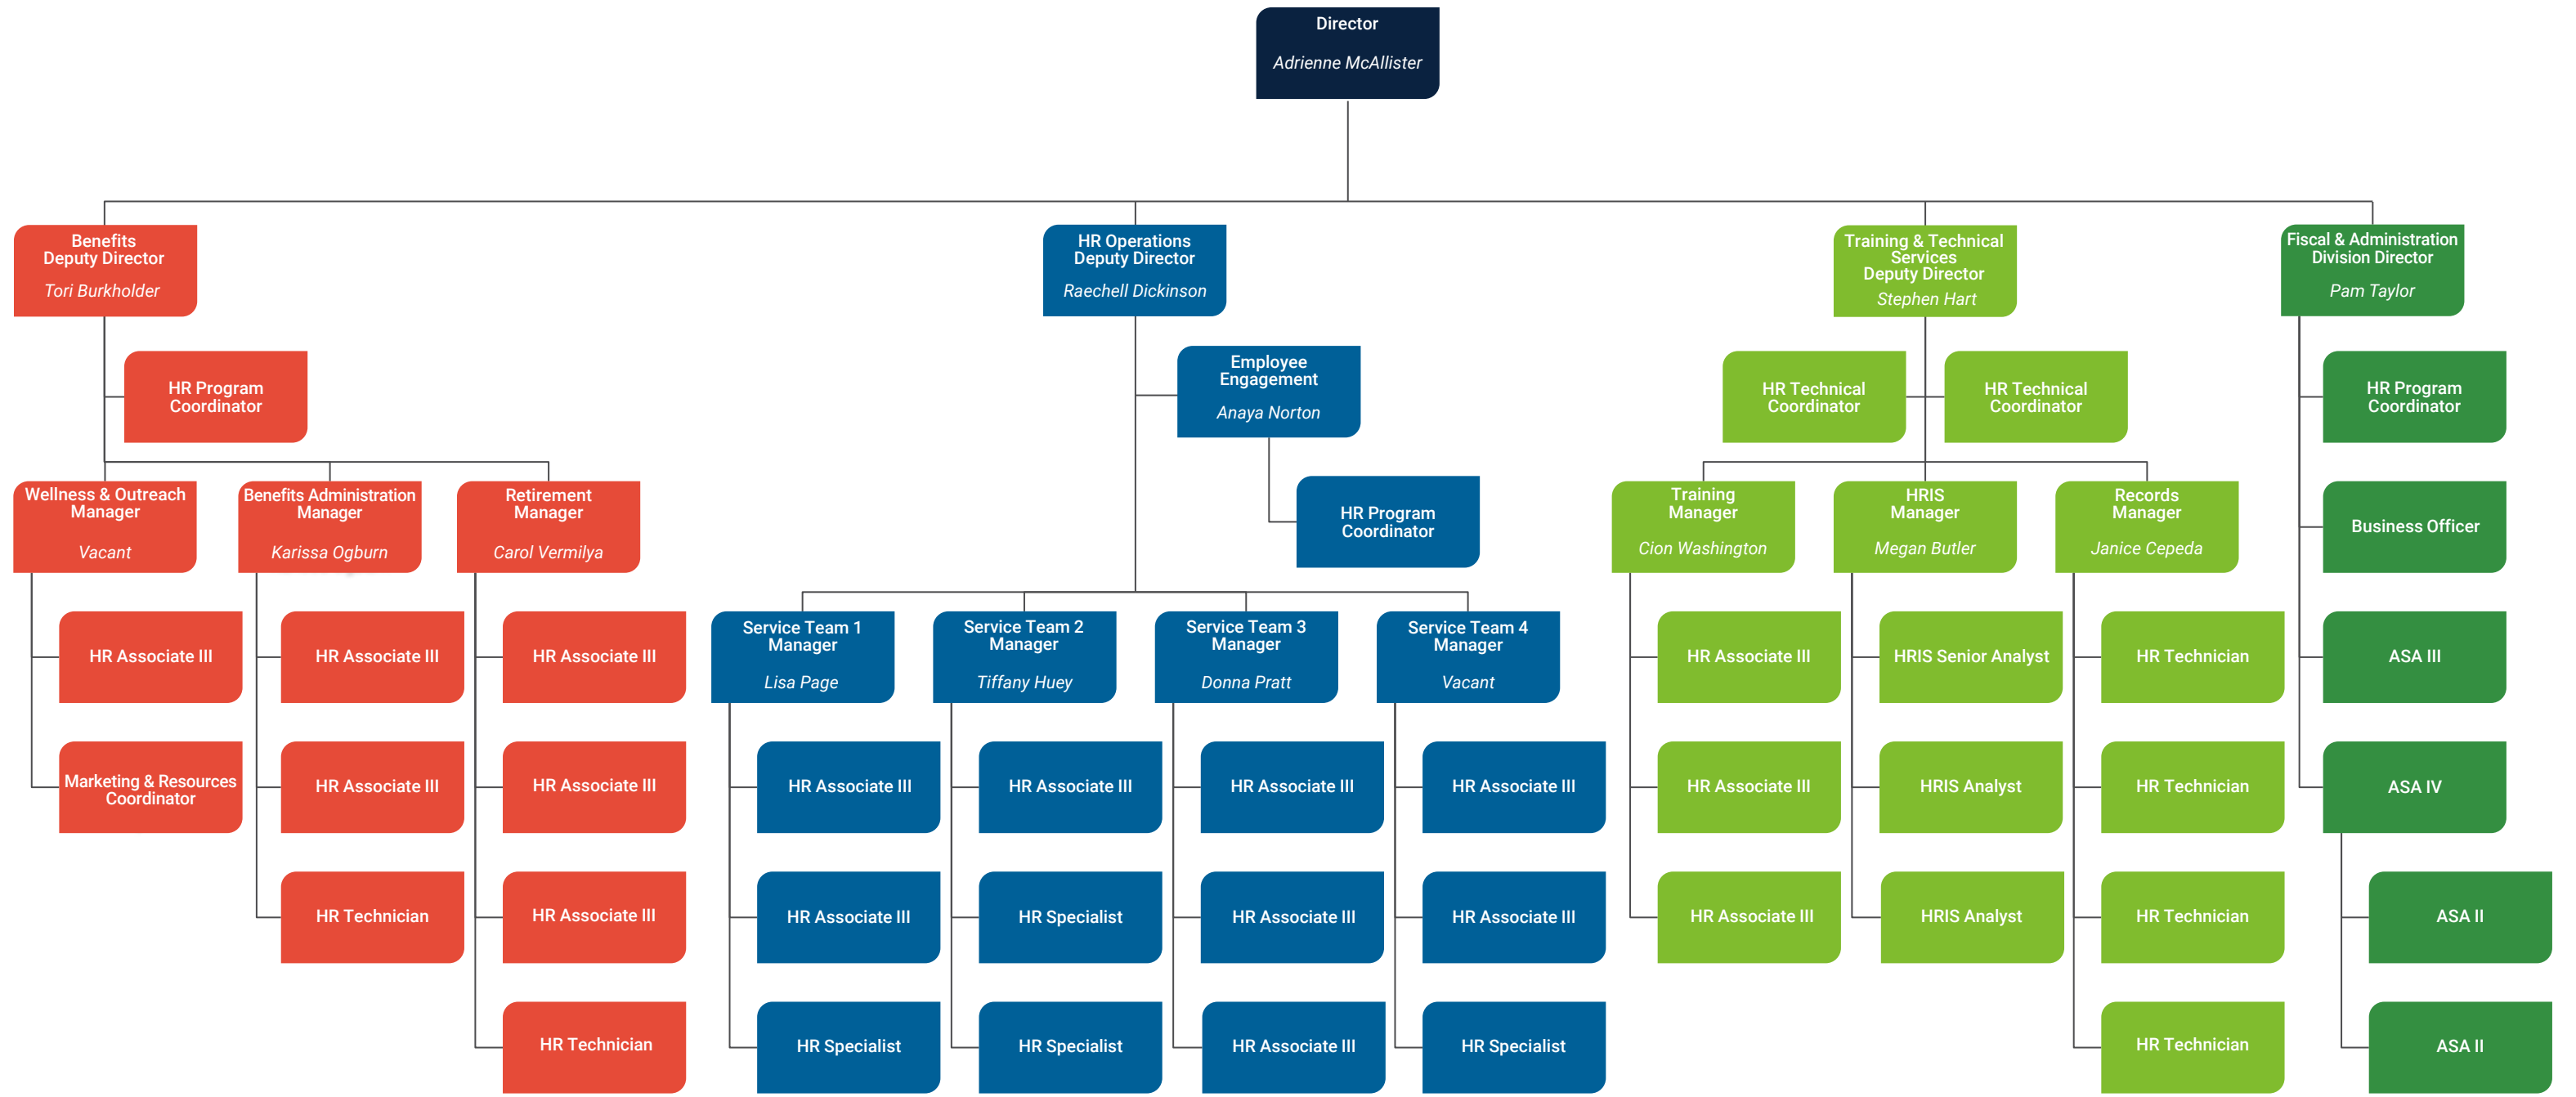 Director
Adrienne McAllister
Benefits
Deputy Director
Tori Burkholder
HR Operations
Deputy Director
Raechell Dickinson
Training & Technical
Services
Deputy Director
Stephen Hart
Fiscal & Administration
Division Director
Pam Taylor
HR Program
Coordinator
Employee
Engagement
Anaya Norton
HR Technical
Coordinator
HR Technical
Coordinator
HR Program
Coordinator
Wellness & Outreach
Manager
Vacant
Benefits Administration
Manager
Karissa Ogburn
Retirement
Manager
Carol Vermilya
HR Program
Coordinator
Training
Manager
Cion Washington
HRIS
Manager
Megan Butler
Records
Manager
Janice Cepeda
Business Officer
HR Associate III
HR Associate III
HR Associate III
Service Team 1
Manager
Lisa Page
Service Team 2
Manager
Tiffany Huey
Service Team 3
Manager
Donna Pratt
Service Team 4
Manager
Vacant
HR Associate III
HRIS Senior Analyst
HR Technician
ASA III
Marketing & Resources
Coordinator
HR Associate III
HR Associate III
HR Associate III
HR Associate III
HR Associate III
HR Associate III
HR Associate III
HRIS Analyst
HR Technician
ASA IV
HR Technician
HR Associate III
HR Associate III
HR Specialist
HR Associate III
HR Associate III
HR Associate III
HRIS Analyst
HR Technician
ASA II
HR Technician
HR Specialist
HR Specialist
HR Associate III
HR Specialist
HR Technician
ASA II